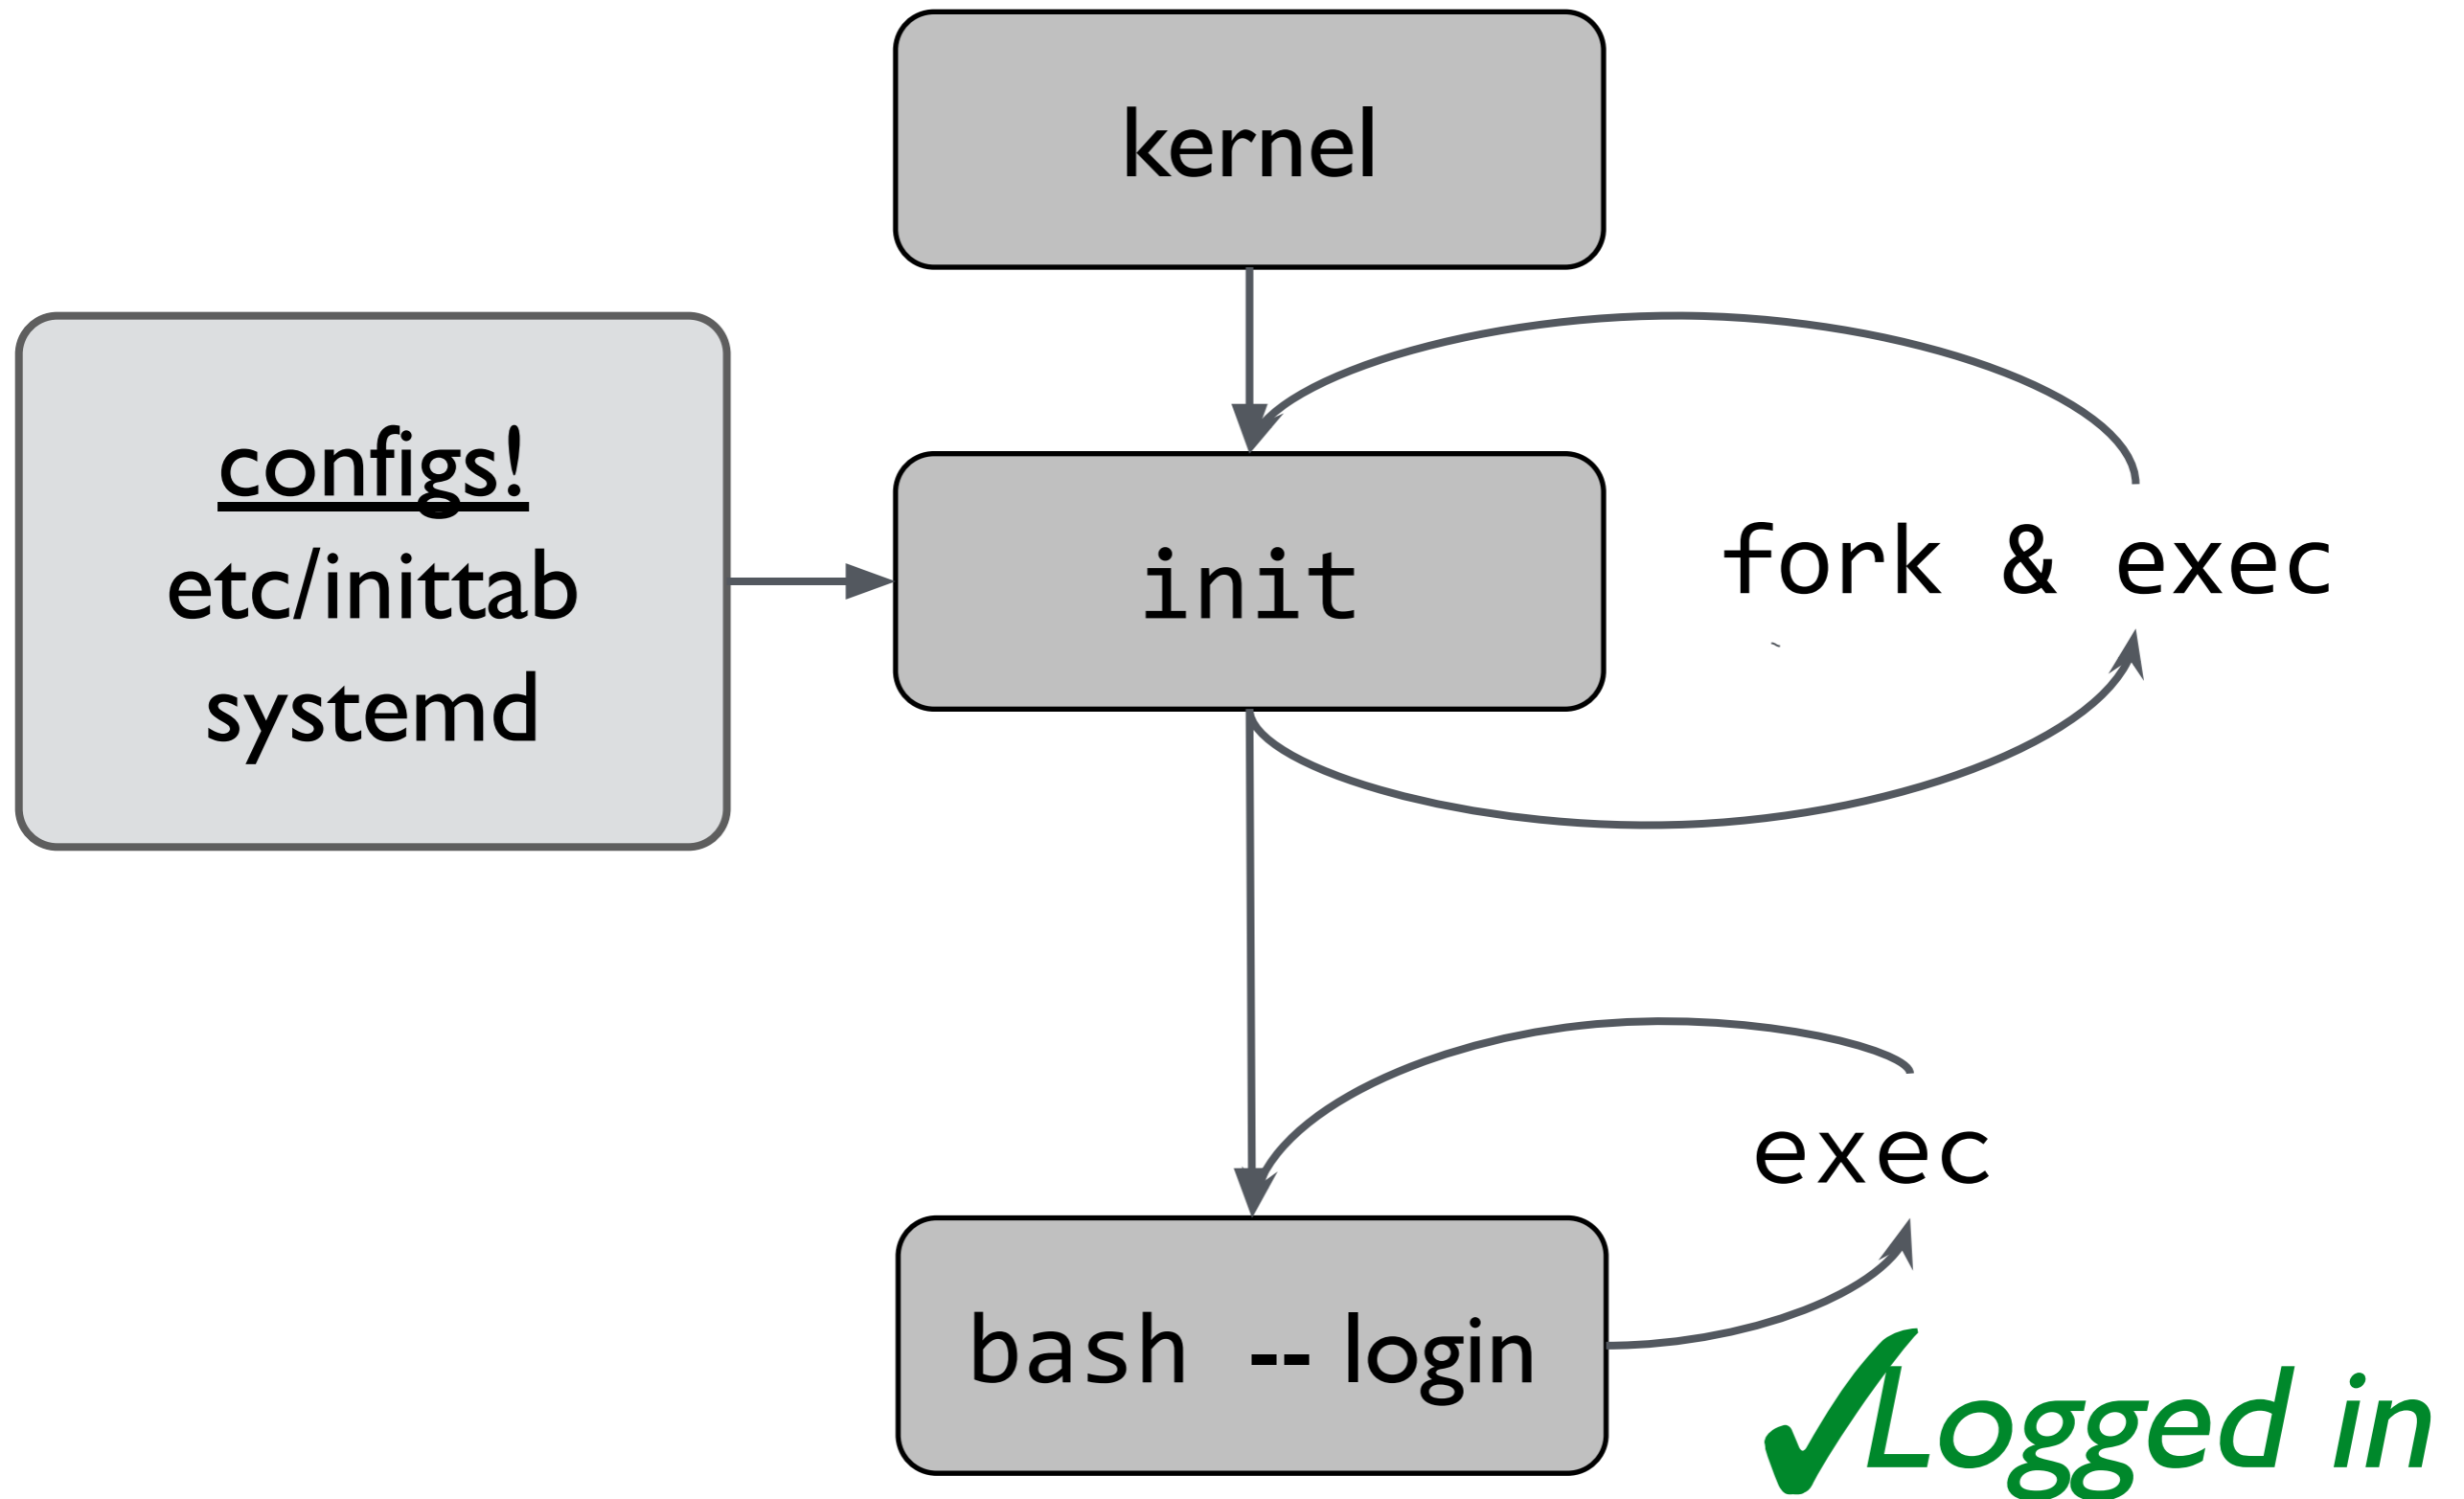 kernel
configs!
etc/inittab
systemd
init
fork & exec
exec
bash -- login
✓Logged in